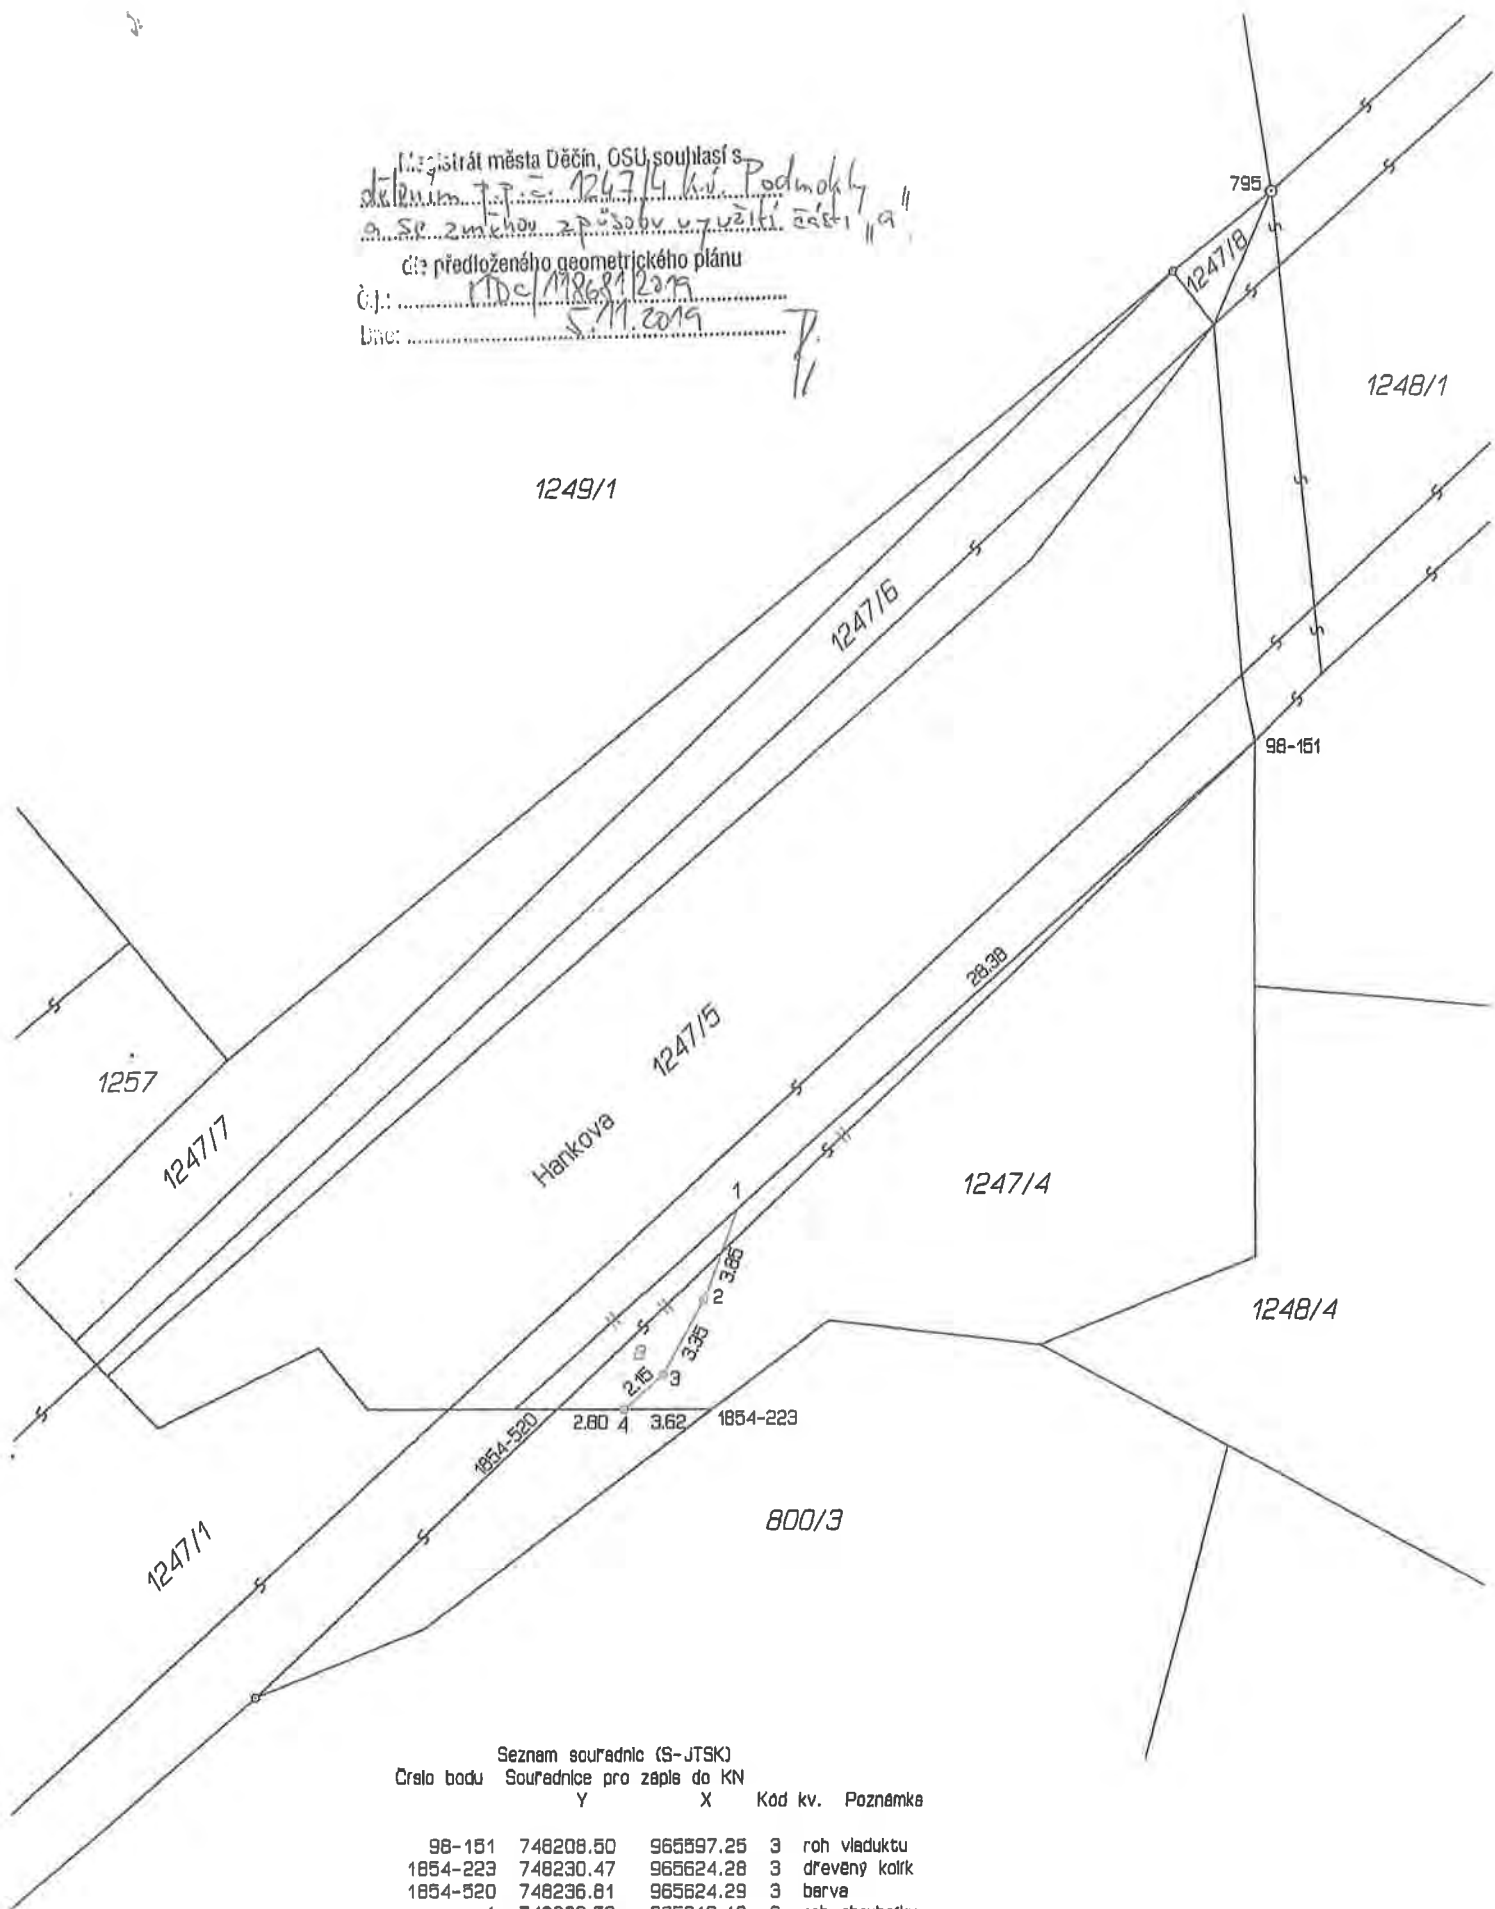 Magistrát města Děčín, OSU souhlasí s
dělením p.p.č. 1247/4 k.ú. Podmokly
a se změnou způsobu využití části „a"
dle předloženého geometrického plánu
Č.j.: MDC/118681/2019
Dne: 5.11.2019
795
1247/8
1248/1
1249/1
1247/6
98-151
28.38
1247/5
1257
1247/7
Hankova
1247/4
1
3.85
2
1248/4
3.35
a
2.15
3
2.80
4
3.62
1854-223
1854-520
800/3
1247/1
Seznam souřadnic (S-JTSK)
Číslo bodu Souřadnice pro zápis do KN
Y X Kód kv. Poznámka
98-151 748208.50 965597.25 3 roh viaduktu
1854-223 748230.47 965624.28 3 dřevěný kolík
1854-520 748236.81 965624.29 3 barva